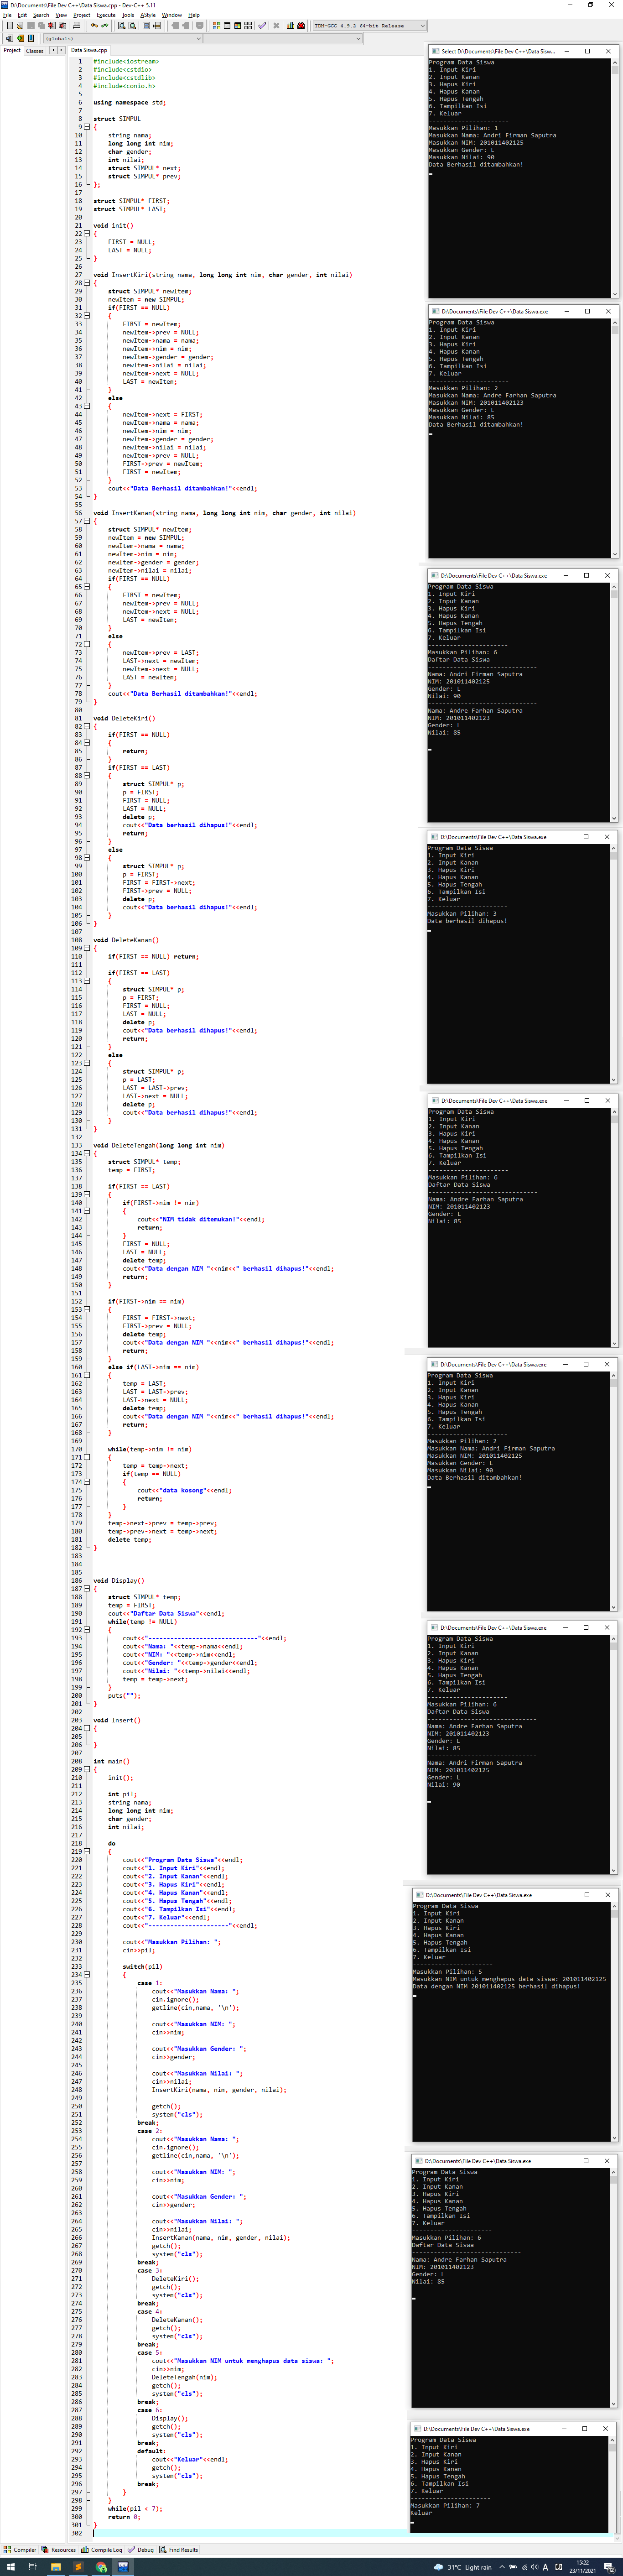 D:\Documents\File Dev C++\Data Siswa.cpp - Dev-C++ 5.11
File Edit Search View Project Execute Tools AStyle Window Help
TDM-GCC 4.9.2 64-bit Release
(globals)
Project Classes
Data Siswa.cpp
1 #include<iostream>
2 #include<cstdio>
3 #include<cstdlib>
4 #include<conio.h>
5
6 using namespace std;
7
8 struct SIMPUL
9 {
10 string nama;
11 long long int nim;
12 char gender;
13 int nilai;
14 struct SIMPUL* next;
15 struct SIMPUL* prev;
16 };
17
18 struct SIMPUL* FIRST;
19 struct SIMPUL* LAST;
20
21 void init()
22 {
23 FIRST = NULL;
24 LAST = NULL;
25 }
26
27 void InsertKiri(string nama, long long int nim, char gender, int nilai)
28 {
29 struct SIMPUL* newItem;
30 newItem = new SIMPUL;
31 if(FIRST == NULL)
32 {
33 FIRST = newItem;
34 newItem->prev = NULL;
35 newItem->nama = nama;
36 newItem->nim = nim;
37 newItem->gender = gender;
38 newItem->nilai = nilai;
39 newItem->next = NULL;
40 LAST = newItem;
41 }
42 else
43 {
44 newItem->next = FIRST;
45 newItem->nama = nama;
46 newItem->nim = nim;
47 newItem->gender = gender;
48 newItem->nilai = nilai;
49 newItem->prev = NULL;
50 FIRST->prev = newItem;
51 FIRST = newItem;
52 }
53 cout<<"Data Berhasil ditambahkan!"<<endl;
54 }
55
56 void InsertKanan(string nama, long long int nim, char gender, int nilai)
57 {
58 struct SIMPUL* newItem;
59 newItem = new SIMPUL;
60 newItem->nama = nama;
61 newItem->nim = nim;
62 newItem->gender = gender;
63 newItem->nilai = nilai;
64 if(FIRST == NULL)
65 {
66 FIRST = newItem;
67 newItem->prev = NULL;
68 newItem->next = NULL;
69 LAST = newItem;
70 }
71 else
72 {
73 newItem->prev = LAST;
74 LAST->next = newItem;
75 newItem->next = NULL;
76 LAST = newItem;
77 }
78 cout<<"Data Berhasil ditambahkan!"<<endl;
79 }
80
81 void DeleteKiri()
82 {
83 if(FIRST == NULL)
84 {
85 return;
86 }
87 if(FIRST == LAST)
88 {
89 struct SIMPUL* p;
90 p = FIRST;
91 FIRST = NULL;
92 LAST = NULL;
93 delete p;
94 cout<<"Data berhasil dihapus!"<<endl;
95 return;
96 }
97 else
98 {
99 struct SIMPUL* p;
100 p = FIRST;
101 FIRST = FIRST->next;
102 FIRST->prev = NULL;
103 delete p;
104 cout<<"Data berhasil dihapus!"<<endl;
105 }
106 }
107
108 void DeleteKanan()
109 {
110 if(FIRST == NULL) return;
111
112 if(FIRST == LAST)
113 {
114 struct SIMPUL* p;
115 p = FIRST;
116 FIRST = NULL;
117 LAST = NULL;
118 delete p;
119 cout<<"Data berhasil dihapus!"<<endl;
120 return;
121 }
122 else
123 {
124 struct SIMPUL* p;
125 p = LAST;
126 LAST = LAST->prev;
127 LAST->next = NULL;
128 delete p;
129 cout<<"Data berhasil dihapus!"<<endl;
130 }
131 }
132
133 void DeleteTengah(long long int nim)
134 {
135 struct SIMPUL* temp;
136 temp = FIRST;
137
138 if(FIRST == LAST)
139 {
140 if(FIRST->nim != nim)
141 {
142 cout<<"NIM tidak ditemukan!"<<endl;
143 return;
144 }
145 FIRST = NULL;
146 LAST = NULL;
147 delete temp;
148 cout<<"Data dengan NIM "<<nim<<" berhasil dihapus!"<<endl;
149 return;
150 }
151
152 if(FIRST->nim == nim)
153 {
154 FIRST = FIRST->next;
155 FIRST->prev = NULL;
156 delete temp;
157 cout<<"Data dengan NIM "<<nim<<" berhasil dihapus!"<<endl;
158 return;
159 }
160 else if(LAST->nim == nim)
161 {
162 temp = LAST;
163 LAST = LAST->prev;
164 LAST->next = NULL;
165 delete temp;
166 cout<<"Data dengan NIM "<<nim<<" berhasil dihapus!"<<endl;
167 return;
168 }
169
170 while(temp->nim != nim)
171 {
172 temp = temp->next;
173 if(temp == NULL)
174 {
175 cout<<"data kosong"<<endl;
176 return;
177 }
178 }
179 temp->next->prev = temp->prev;
180 temp->prev->next = temp->next;
181 delete temp;
182 }
183
184
185
186 void Display()
187 {
188 struct SIMPUL* temp;
189 temp = FIRST;
190 cout<<"Daftar Data Siswa"<<endl;
191 while(temp != NULL)
192 {
193 cout<<"------------------------------"<<endl;
194 cout<<"Nama: "<<temp->nama<<endl;
195 cout<<"NIM: "<<temp->nim<<endl;
196 cout<<"Gender: "<<temp->gender<<endl;
197 cout<<"Nilai: "<<temp->nilai<<endl;
198 temp = temp->next;
199 }
200 puts("");
201 }
202
203 void Insert()
204 {
205
206 }
207
208 int main()
209 {
210 init();
211
212 int pil;
213 string nama;
214 long long int nim;
215 char gender;
216 int nilai;
217
218 do
219 {
220 cout<<"Program Data Siswa"<<endl;
221 cout<<"1. Input Kiri"<<endl;
222 cout<<"2. Input Kanan"<<endl;
223 cout<<"3. Hapus Kiri"<<endl;
224 cout<<"4. Hapus Kanan"<<endl;
225 cout<<"5. Hapus Tengah"<<endl;
226 cout<<"6. Tampilkan Isi"<<endl;
227 cout<<"7. Keluar"<<endl;
228 cout<<"----------------------"<<endl;
229
230 cout<<"Masukkan Pilihan: ";
231 cin>>pil;
232
233 switch(pil)
234 {
235 case 1:
236 cout<<"Masukkan Nama: ";
237 cin.ignore();
238 getline(cin,nama, '\n');
239
240 cout<<"Masukkan NIM: ";
241 cin>>nim;
242
243 cout<<"Masukkan Gender: ";
244 cin>>gender;
245
246 cout<<"Masukkan Nilai: ";
247 cin>>nilai;
248 InsertKiri(nama, nim, gender, nilai);
249
250 getch();
251 system("cls");
252 break;
253 case 2:
254 cout<<"Masukkan Nama: ";
255 cin.ignore();
256 getline(cin,nama, '\n');
257
258 cout<<"Masukkan NIM: ";
259 cin>>nim;
260
261 cout<<"Masukkan Gender: ";
262 cin>>gender;
263
264 cout<<"Masukkan Nilai: ";
265 cin>>nilai;
266 InsertKanan(nama, nim, gender, nilai);
267 getch();
268 system("cls");
269 break;
270 case 3:
271 DeleteKiri();
272 getch();
273 system("cls");
274 break;
275 case 4:
276 DeleteKanan();
277 getch();
278 system("cls");
279 break;
280 case 5:
281 cout<<"Masukkan NIM untuk menghapus data siswa: ";
282 cin>>nim;
283 DeleteTengah(nim);
284 getch();
285 system("cls");
286 break;
287 case 6:
288 Display();
289 getch();
290 system("cls");
291 break;
292 default:
293 cout<<"Keluar"<<endl;
294 getch();
295 system("cls");
296 break;
297 }
298 }
299 while(pil < 7);
300 return 0;
301 }
302
Select D:\Documents\File Dev C++\Data Sisw...
Program Data Siswa
1. Input Kiri
2. Input Kanan
3. Hapus Kiri
4. Hapus Kanan
5. Hapus Tengah
6. Tampilkan Isi
7. Keluar
----------------------
Masukkan Pilihan: 1
Masukkan Nama: Andri Firman Saputra
Masukkan NIM: 201011402125
Masukkan Gender: L
Masukkan Nilai: 90
Data Berhasil ditambahkan!
D:\Documents\File Dev C++\Data Siswa.exe
Program Data Siswa
1. Input Kiri
2. Input Kanan
3. Hapus Kiri
4. Hapus Kanan
5. Hapus Tengah
6. Tampilkan Isi
7. Keluar
----------------------
Masukkan Pilihan: 2
Masukkan Nama: Andre Farhan Saputra
Masukkan NIM: 201011402123
Masukkan Gender: L
Masukkan Nilai: 85
Data Berhasil ditambahkan!
D:\Documents\File Dev C++\Data Siswa.exe
Program Data Siswa
1. Input Kiri
2. Input Kanan
3. Hapus Kiri
4. Hapus Kanan
5. Hapus Tengah
6. Tampilkan Isi
7. Keluar
----------------------
Masukkan Pilihan: 6
Daftar Data Siswa
------------------------------
Nama: Andri Firman Saputra
NIM: 201011402125
Gender: L
Nilai: 90
------------------------------
Nama: Andre Farhan Saputra
NIM: 201011402123
Gender: L
Nilai: 85
D:\Documents\File Dev C++\Data Siswa.exe
Program Data Siswa
1. Input Kiri
2. Input Kanan
3. Hapus Kiri
4. Hapus Kanan
5. Hapus Tengah
6. Tampilkan Isi
7. Keluar
----------------------
Masukkan Pilihan: 3
Data berhasil dihapus!
D:\Documents\File Dev C++\Data Siswa.exe
Program Data Siswa
1. Input Kiri
2. Input Kanan
3. Hapus Kiri
4. Hapus Kanan
5. Hapus Tengah
6. Tampilkan Isi
7. Keluar
----------------------
Masukkan Pilihan: 6
Daftar Data Siswa
------------------------------
Nama: Andre Farhan Saputra
NIM: 201011402123
Gender: L
Nilai: 85
D:\Documents\File Dev C++\Data Siswa.exe
Program Data Siswa
1. Input Kiri
2. Input Kanan
3. Hapus Kiri
4. Hapus Kanan
5. Hapus Tengah
6. Tampilkan Isi
7. Keluar
----------------------
Masukkan Pilihan: 2
Masukkan Nama: Andri Firman Saputra
Masukkan NIM: 201011402125
Masukkan Gender: L
Masukkan Nilai: 90
Data Berhasil ditambahkan!
D:\Documents\File Dev C++\Data Siswa.exe
Program Data Siswa
1. Input Kiri
2. Input Kanan
3. Hapus Kiri
4. Hapus Kanan
5. Hapus Tengah
6. Tampilkan Isi
7. Keluar
----------------------
Masukkan Pilihan: 6
Daftar Data Siswa
------------------------------
Nama: Andre Farhan Saputra
NIM: 201011402123
Gender: L
Nilai: 85
------------------------------
Nama: Andri Firman Saputra
NIM: 201011402125
Gender: L
Nilai: 90
D:\Documents\File Dev C++\Data Siswa.exe
Program Data Siswa
1. Input Kiri
2. Input Kanan
3. Hapus Kiri
4. Hapus Kanan
5. Hapus Tengah
6. Tampilkan Isi
7. Keluar
----------------------
Masukkan Pilihan: 5
Masukkan NIM untuk menghapus data siswa: 201011402125
Data dengan NIM 201011402125 berhasil dihapus!
D:\Documents\File Dev C++\Data Siswa.exe
Program Data Siswa
1. Input Kiri
2. Input Kanan
3. Hapus Kiri
4. Hapus Kanan
5. Hapus Tengah
6. Tampilkan Isi
7. Keluar
----------------------
Masukkan Pilihan: 6
Daftar Data Siswa
------------------------------
Nama: Andre Farhan Saputra
NIM: 201011402123
Gender: L
Nilai: 85
D:\Documents\File Dev C++\Data Siswa.exe
Program Data Siswa
1. Input Kiri
2. Input Kanan
3. Hapus Kiri
4. Hapus Kanan
5. Hapus Tengah
6. Tampilkan Isi
7. Keluar
----------------------
Masukkan Pilihan: 7
Keluar
Compiler Resources Compile Log Debug Find Results
31°C Light rain 15:22
23/11/2021